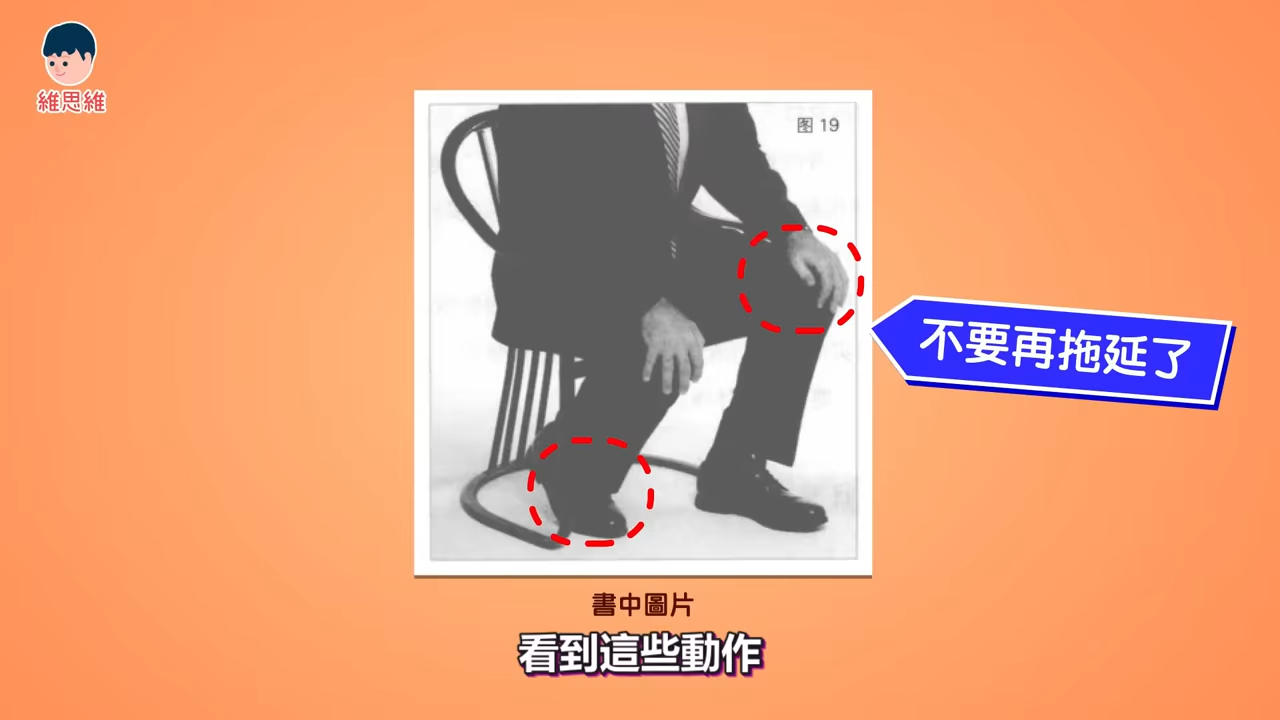 維思維
图 19
不要再拖延了
書中圖片
看到這些動作